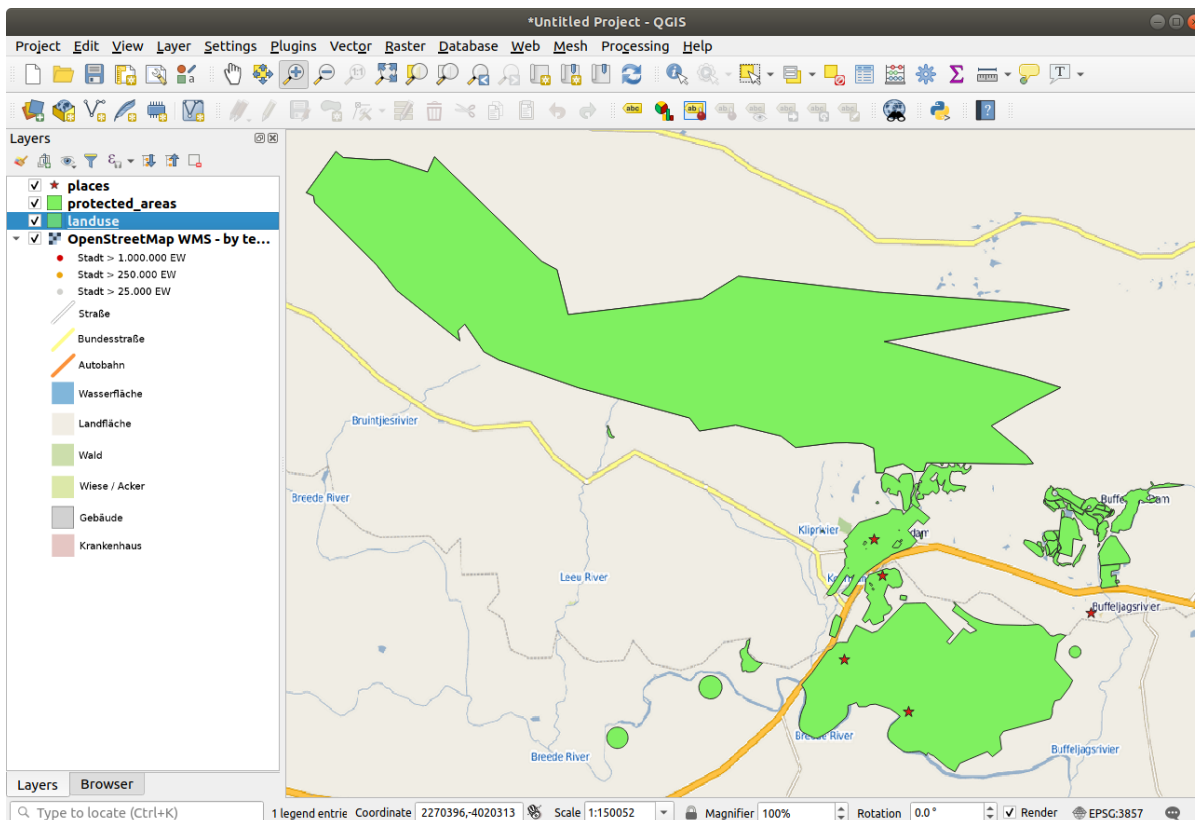 *Untitled Project - QGIS
Project Edit View Layer Settings Plugins Vector Raster Database Web Mesh Processing Help
Layers
places
protected_areas
landuse
OpenStreetMap WMS - by te...
Stadt > 1.000.000 EW
Stadt > 250.000 EW
Stadt > 25.000 EW
Straße
Bundesstraße
Autobahn
Wasserfläche
Landfläche
Wald
Wiese / Acker
Gebäude
Krankenhaus
Bruintjiesrivier
Breede River
Kliprivier
Leeu River
Buffeljagsrivier
Breede River
Breede River
Buffeljagsrivier
Layers Browser
Type to locate (Ctrl+K)
1 legend entrie Coordinate 2270396,-4020313 Scale 1:150052 Magnifier 100% Rotation 0.0 ° Render EPSG:3857